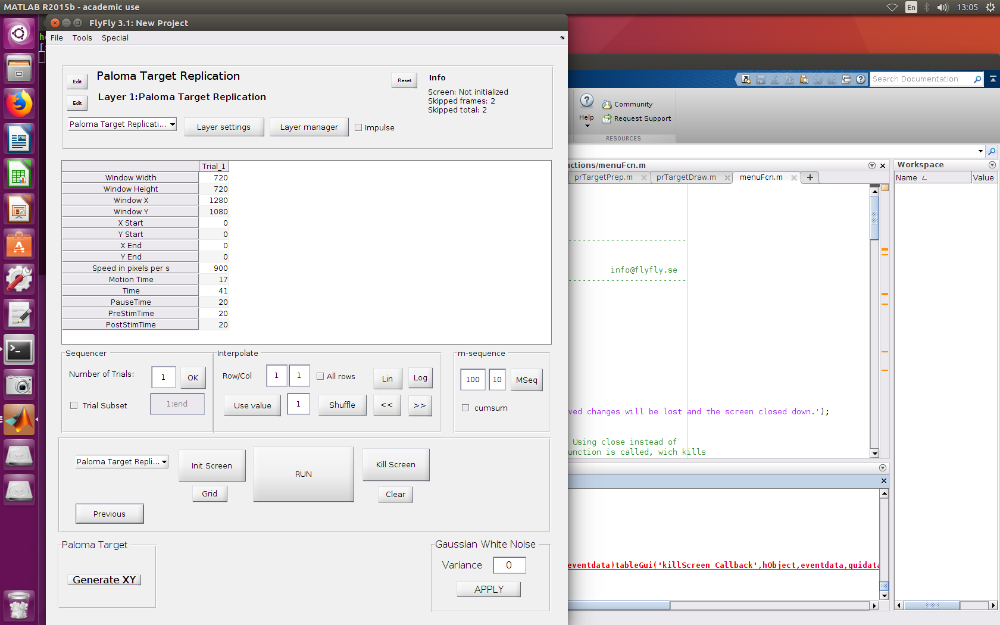 MATLAB R2015b - academic use
En
13:05
FlyFly 3.1: New Project
File Tools Special
Edit
Paloma Target Replication
Edit
Layer 1:Paloma Target Replication
Reset
Info
Screen: Not initialized
Skipped frames: 2
Skipped total: 2
Paloma Target Replicati...
Layer settings
Layer manager
Impulse
Trial_1
Window Width 720
Window Height 720
Window X 1280
Window Y 1080
X Start 0
Y Start 0
X End 0
Y End 0
Speed in pixels per s 900
Motion Time 17
Time 41
PauseTime 20
PreStimTime 20
PostStimTime 20
Sequencer
Number of Trials: 1 OK
Trial Subset 1:end
Interpolate
Row/Col 1 1 All rows Lin Log
Use value 1 Shuffle << >>
m-sequence
100 10 MSeq
cumsum
Paloma Target Repli...
Init Screen
RUN
Kill Screen
Grid
Clear
Previous
Paloma Target
Generate XY
Gaussian White Noise
Variance 0
APPLY
Search Documentation
Help
Community
Request Support
RESOURCES
nctions/menuFcn.m
prTargetPrep.m prTargetDraw.m menuFcn.m
info@flyfly.se
ved changes will be lost and the screen closed down.');
Using close instead of
unction is called, wich kills
eventdata)tableGui('killScreen_Callback',hObject,eventdata,guidata
Workspace
Name Value